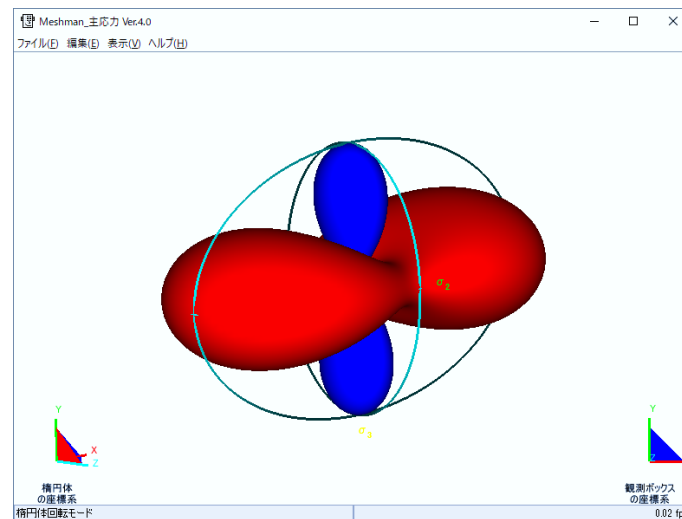 Meshman_主応力 Ver.4.0
ファイル(F) 編集(E) 表示(V) ヘルプ(H)
σ2
σ3
Y
X
Z
楕円体
の座標系
Y
Z
観測ボックス
の座標系
楕円体回転モード
0.02 fp